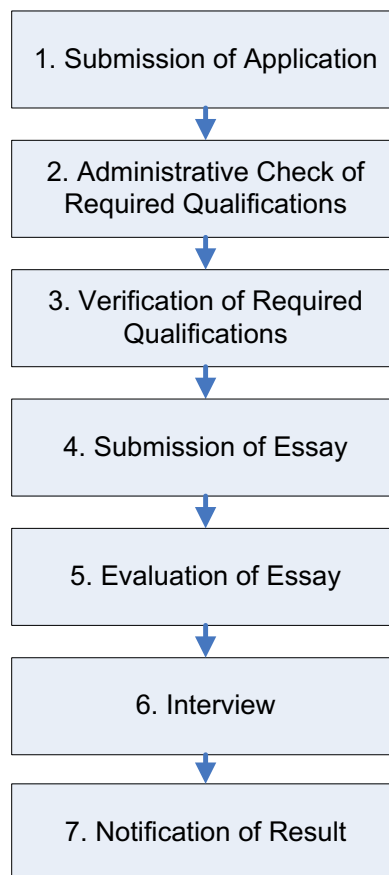 1. Submission of Application
2. Administrative Check of
Required Qualifications
3. Verification of Required
Qualifications
4. Submission of Essay
5. Evaluation of Essay
6. Interview
7. Notification of Result